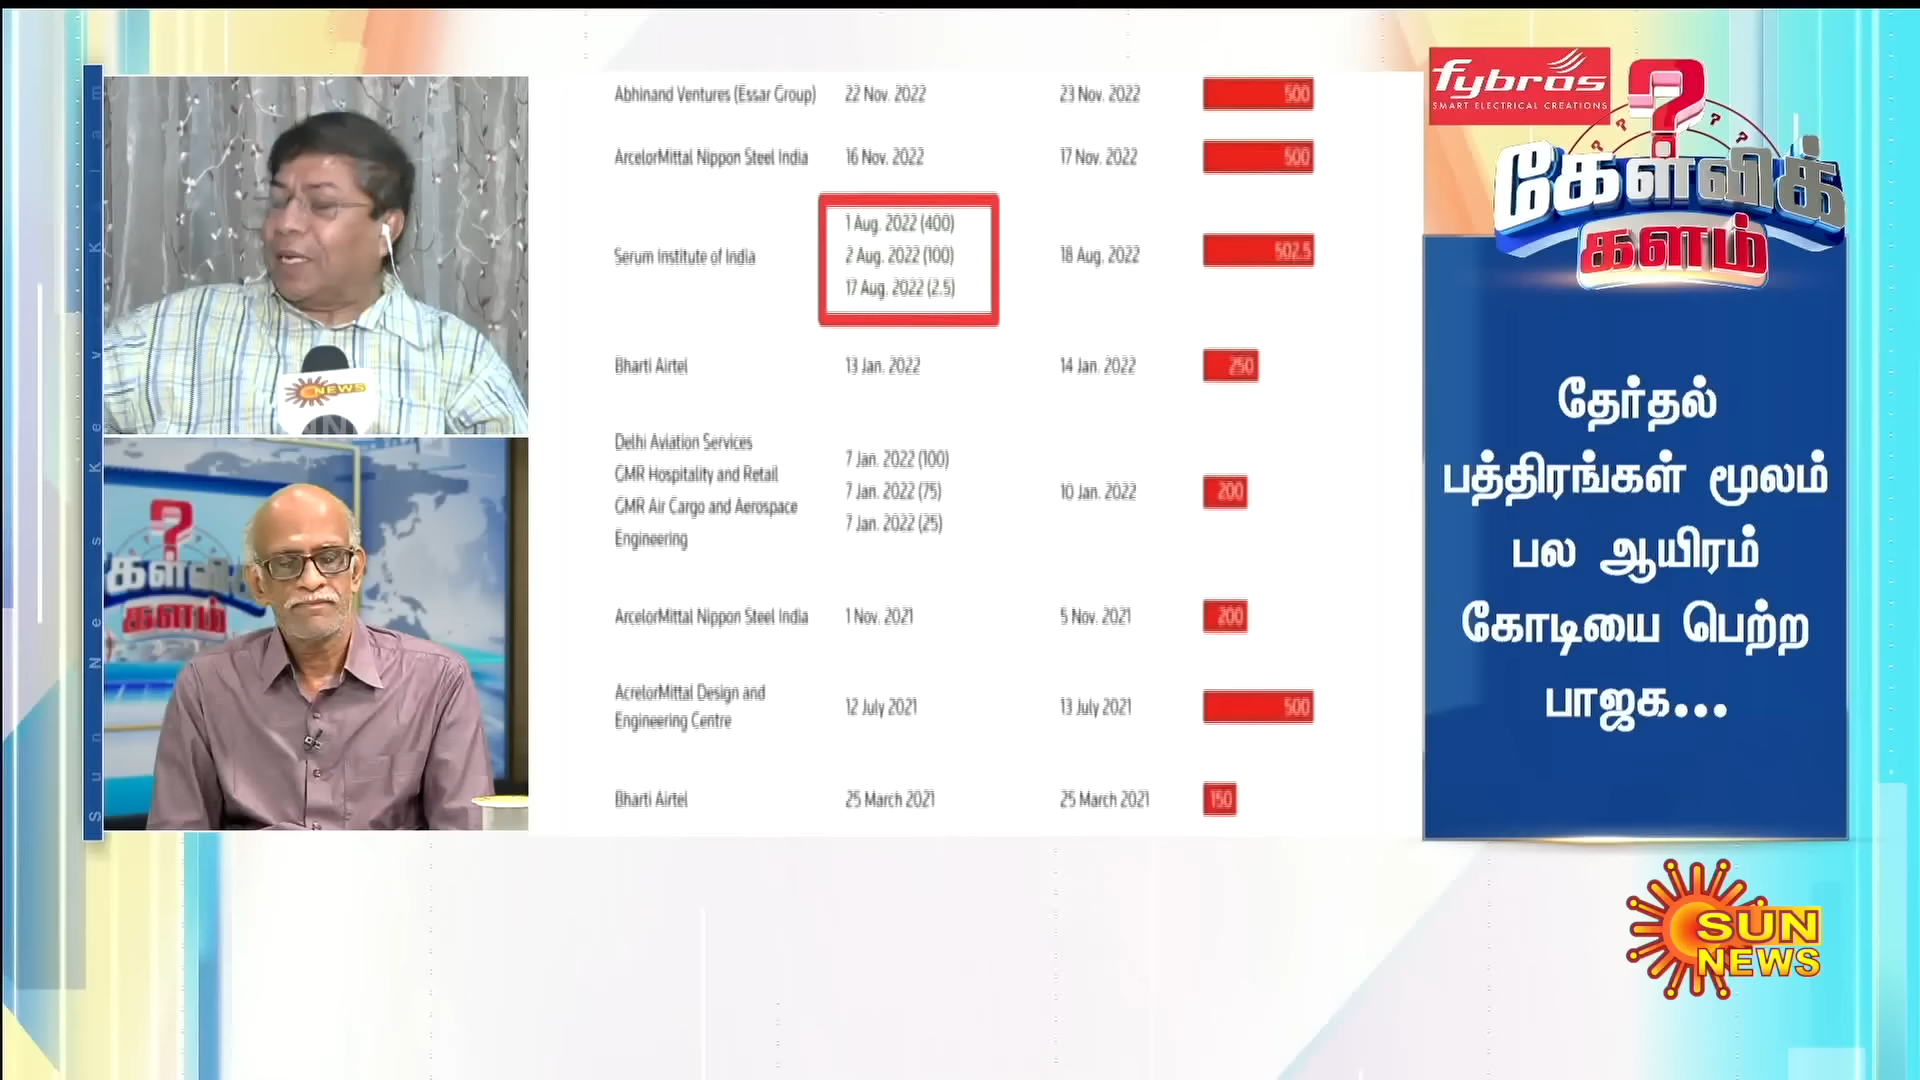 Abhinand Ventures (Essar Group) 22 Nov. 2022 23 Nov. 2022 500
ArcelorMittal Nippon Steel India 16 Nov. 2022 17 Nov. 2022 500
1 Aug. 2022 (400)
Serum Institute of India 2 Aug. 2022 (100) 18 Aug. 2022 502.5
17 Aug. 2022 (2.5)
Bharti Airtel 13 Jan. 2022 14 Jan. 2022 250
Delhi Aviation Services
7 Jan. 2022 (100)
GMR Hospitality and Retail
7 Jan. 2022 (75) 10 Jan. 2022 200
GMR Air Cargo and Aerospace
7 Jan. 2022 (25)
Engineering
ArcelorMittal Nippon Steel India 1 Nov. 2021 5 Nov. 2021 200
AcrelorMittal Design and
Engineering Centre 12 July 2021 13 July 2021 500
Bharti Airtel 25 March 2021 25 March 2021 150
fybros
SMART ELECTRICAL CREATIONS
?
கேள்விக்
களம்
தேர்தல்
பத்திரங்கள் மூலம்
பல ஆயிரம்
கோடியை பெற்ற
பாஜக...
SUN
NEWS
NEWS
Sun News Kelvikkalam
?
களம்